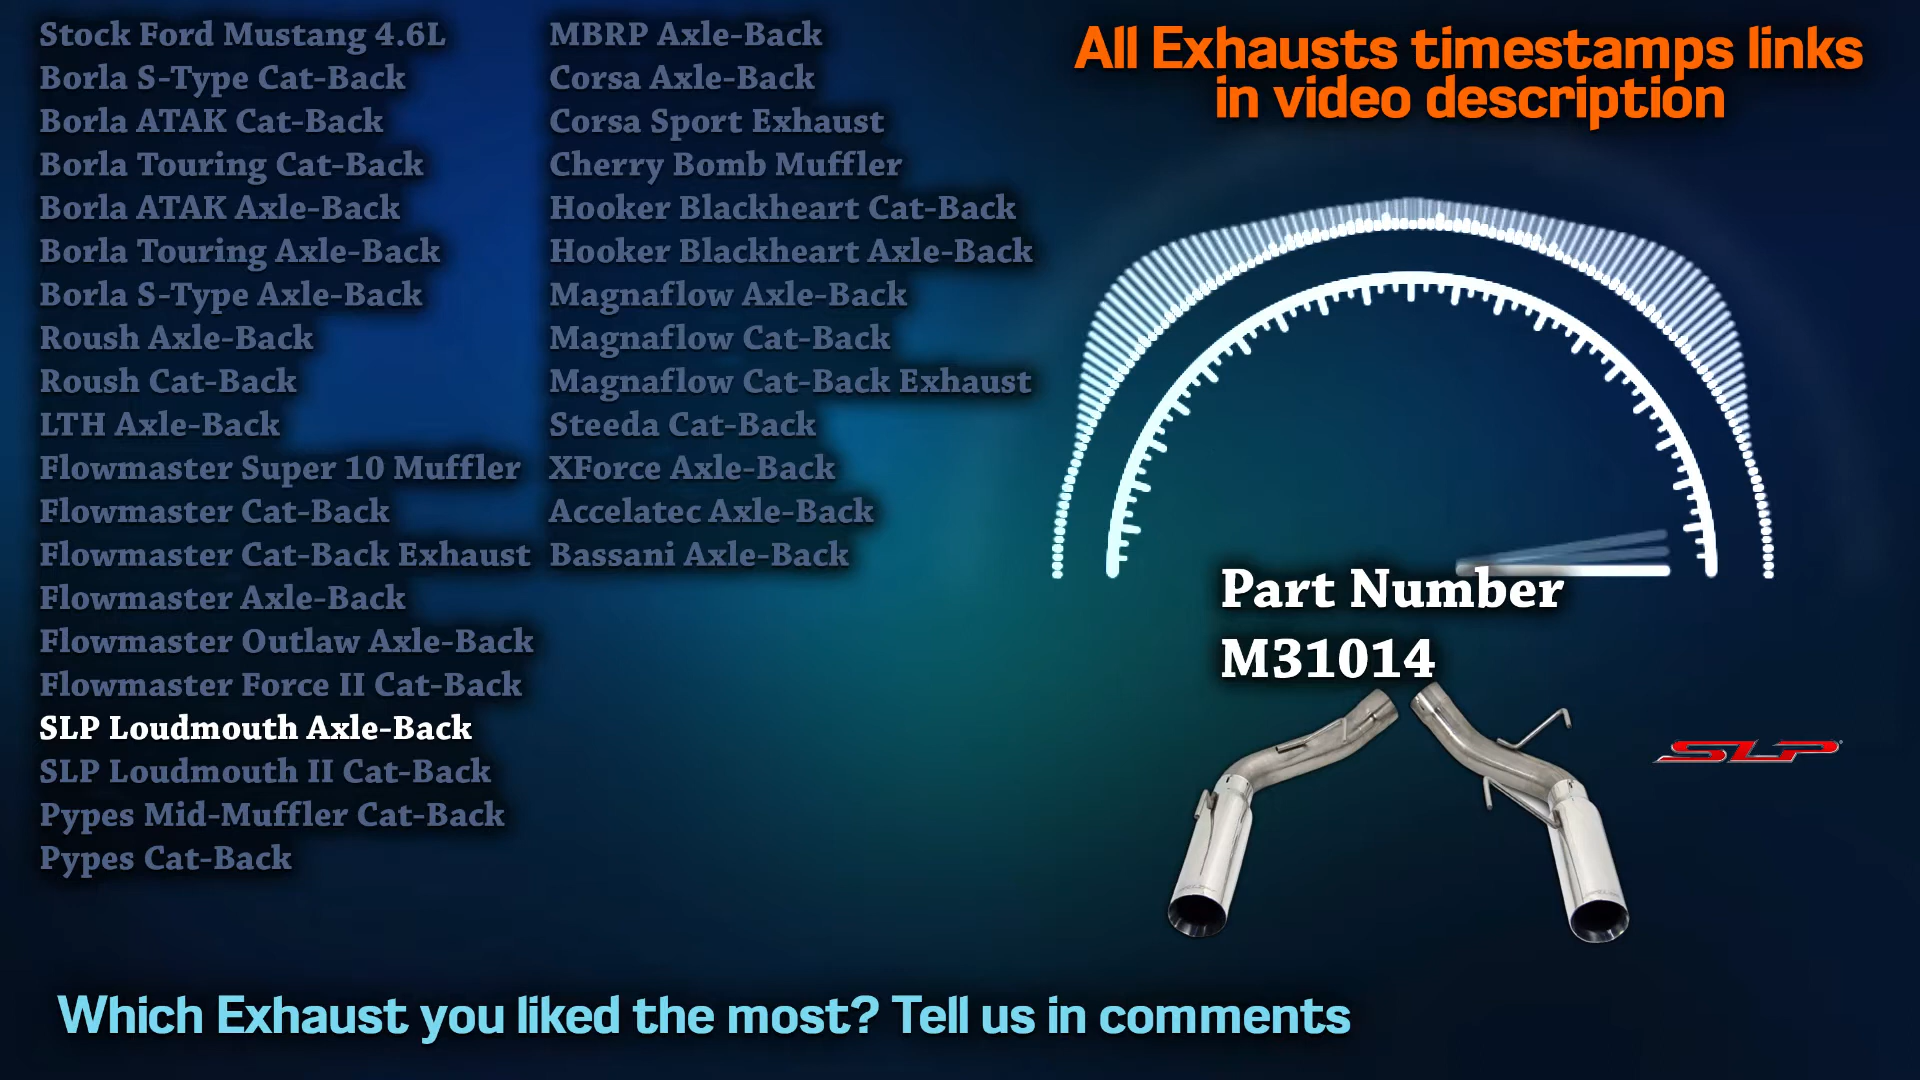 Stock Ford Mustang 4.6L
Borla S-Type Cat-Back
Borla ATAK Cat-Back
Borla Touring Cat-Back
Borla ATAK Axle-Back
Borla Touring Axle-Back
Borla S-Type Axle-Back
Roush Axle-Back
Roush Cat-Back
LTH Axle-Back
Flowmaster Super 10 Muffler
Flowmaster Cat-Back
Flowmaster Cat-Back Exhaust
Flowmaster Axle-Back
Flowmaster Outlaw Axle-Back
Flowmaster Force II Cat-Back
SLP Loudmouth Axle-Back
SLP Loudmouth II Cat-Back
Pypes Mid-Muffler Cat-Back
Pypes Cat-Back
MBRP Axle-Back
Corsa Axle-Back
Corsa Sport Exhaust
Cherry Bomb Muffler
Hooker Blackheart Cat-Back
Hooker Blackheart Axle-Back
Magnaflow Axle-Back
Magnaflow Cat-Back
Magnaflow Cat-Back Exhaust
Steeda Cat-Back
XForce Axle-Back
Accelatec Axle-Back
Bassani Axle-Back
All Exhausts timestamps links
in video description
Part Number
M31014
SLP
Which Exhaust you liked the most? Tell us in comments